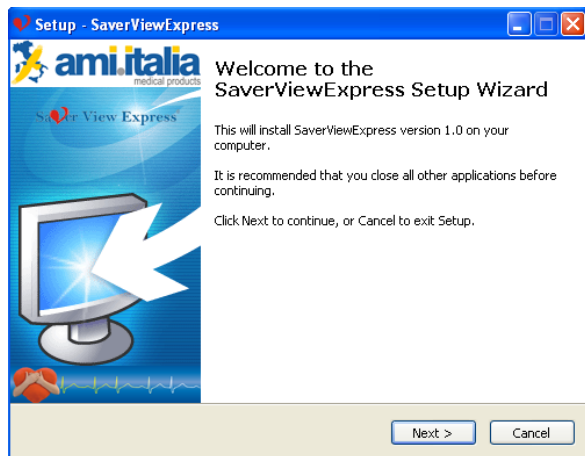 Setup - SaverViewExpress
ami.italia
medical products
Saver View Express
Welcome to the
SaverViewExpress Setup Wizard
This will install SaverViewExpress version 1.0 on your
computer.
It is recommended that you close all other applications before
continuing.
Click Next to continue, or Cancel to exit Setup.
Next >
Cancel